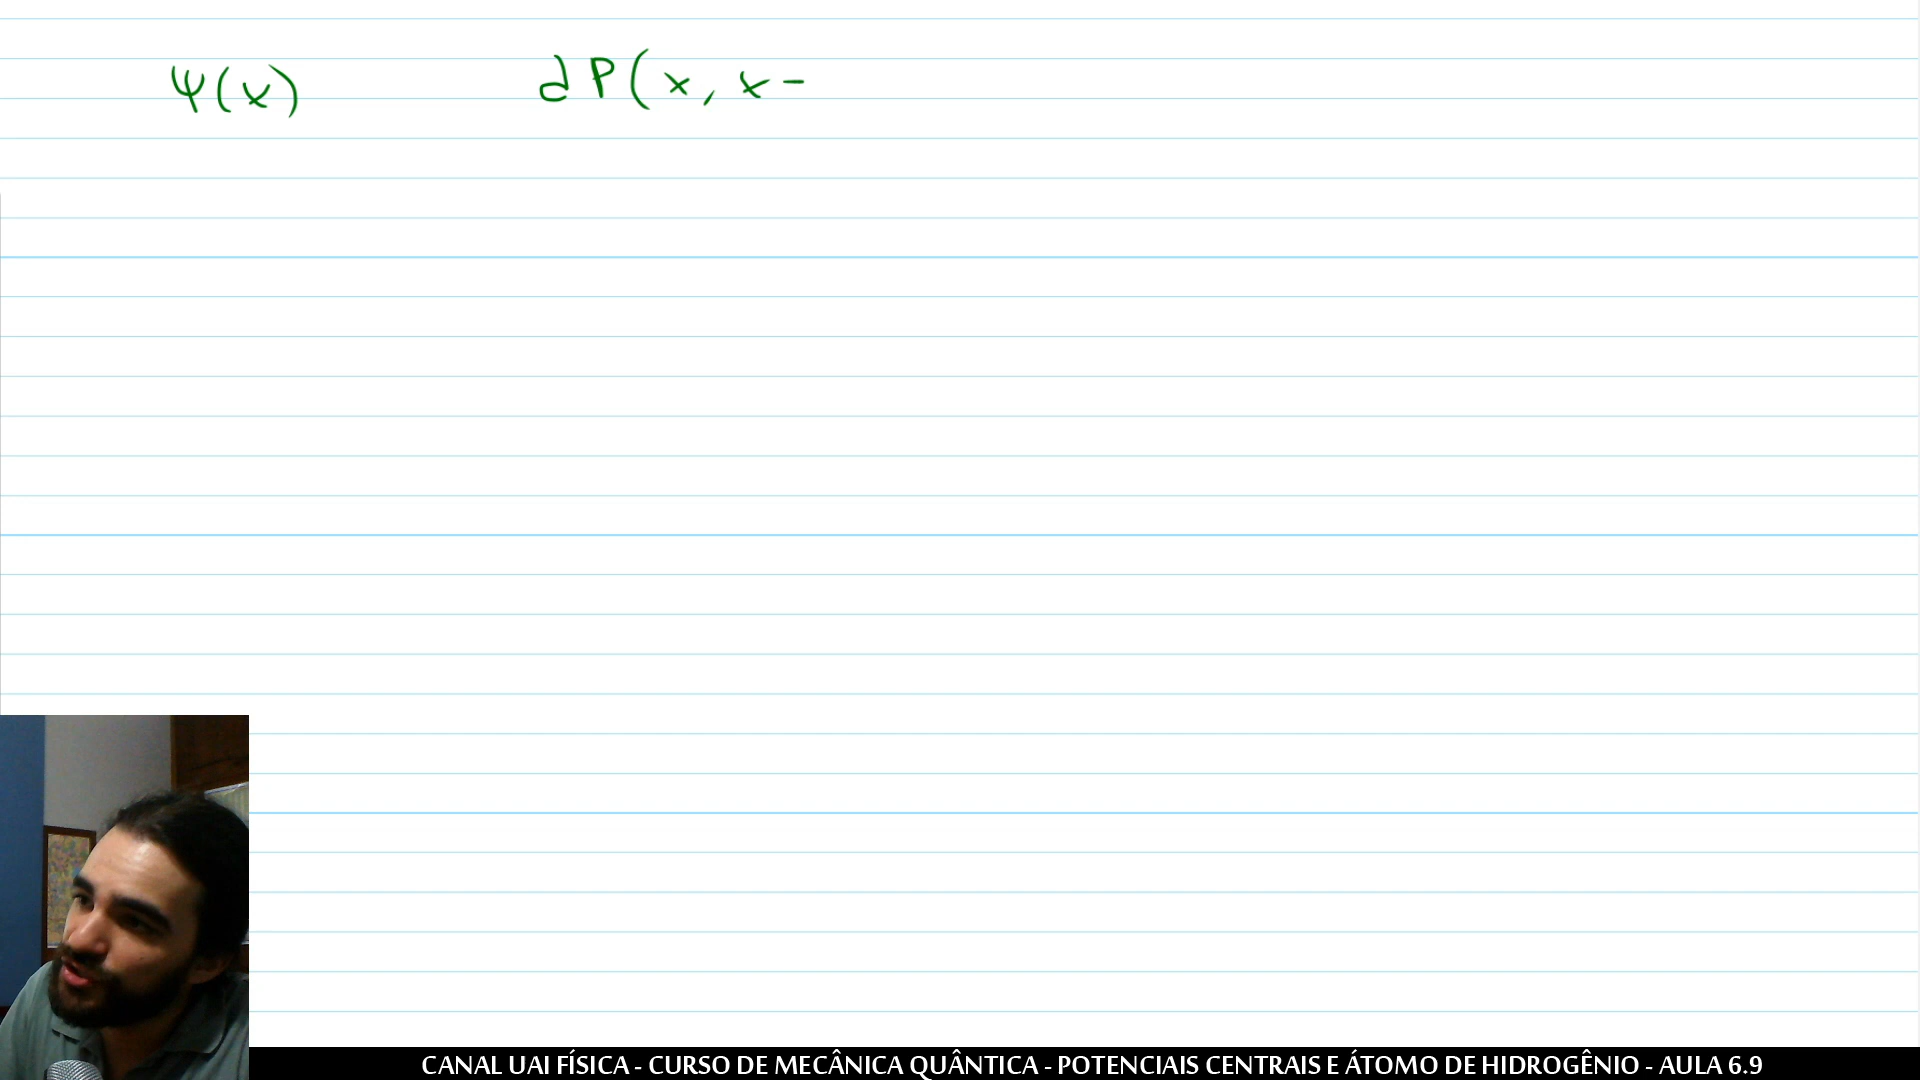 ψ(x) dP(x, x-
CANAL UAI FÍSICA - CURSO DE MECÂNICA QUÂNTICA - POTENCIAIS CENTRAIS E ÁTOMO DE HIDROGÊNIO - AULA 6.9